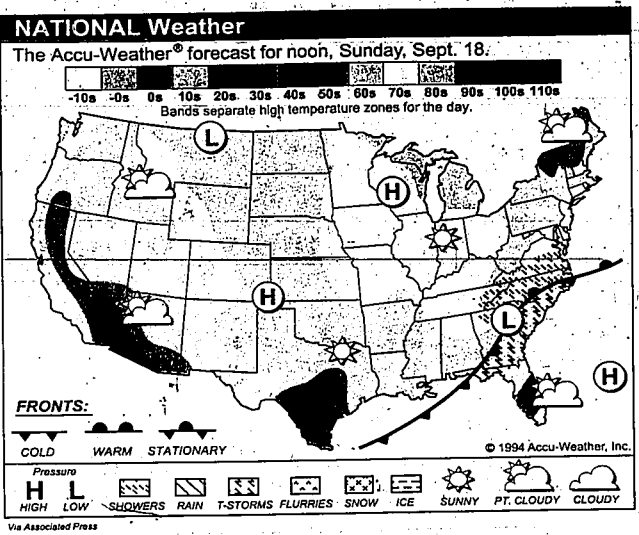 NATIONAL Weather
The Accu-Weather® forecast for noon, Sunday, Sept. 18.
-10s -0s 0s 10s 20s 30s 40s 50s 60s 70s 80s 90s 100s 110s
Bands separate high temperature zones for the day.
L
H
H
L
H
FRONTS:
COLD WARM STATIONARY
© 1994 Accu-Weather, Inc.
Pressure
H L
HIGH LOW SHOWERS RAIN T-STORMS FLURRIES SNOW ICE SUNNY PT. CLOUDY CLOUDY
Via Associated Press